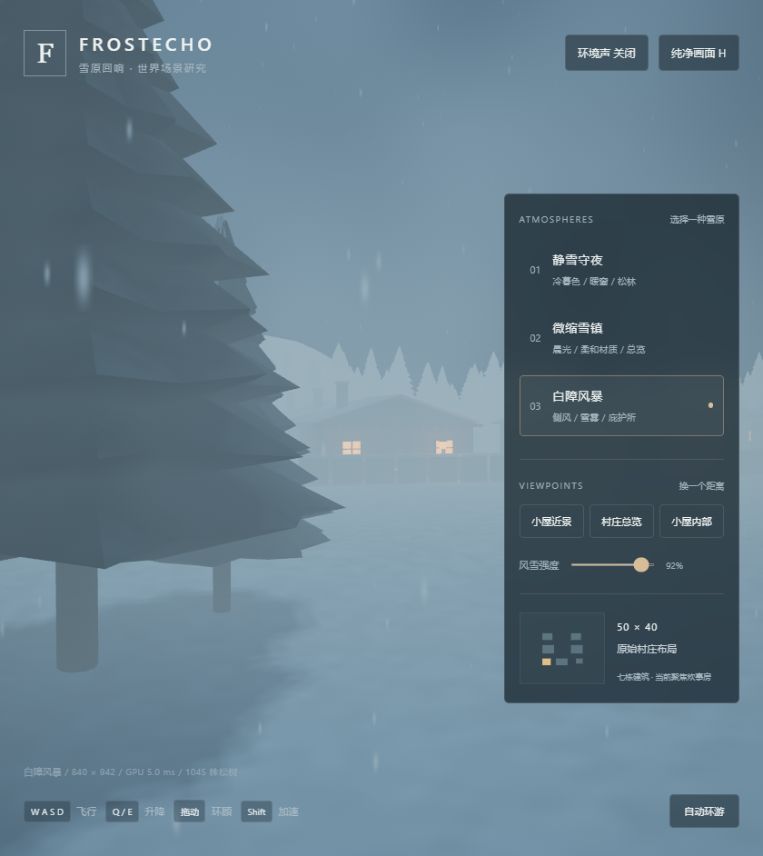 F
FROSTECHO
雪原回响 · 世界场景研究
环境声 关闭
纯净画面 H
ATMOSPHERES
选择一种雪原
01
静雪守夜
冷暮色 / 暖窗 / 松林
02
微缩雪镇
晨光 / 柔和材质 / 总览
03
白障风暴
侧风 / 雪雾 / 庇护所
VIEWPOINTS
换一个距离
小屋近景
村庄总览
小屋内部
风雪强度
92%
50 × 40
原始村庄布局
七栋建筑 · 当前聚焦炊事房
白障风暴 / 840 × 942 / GPU 5.0 ms / 1045 株松树
WASD 飞行 Q/E 升降 拖动 环顾 Shift 加速
自动环游